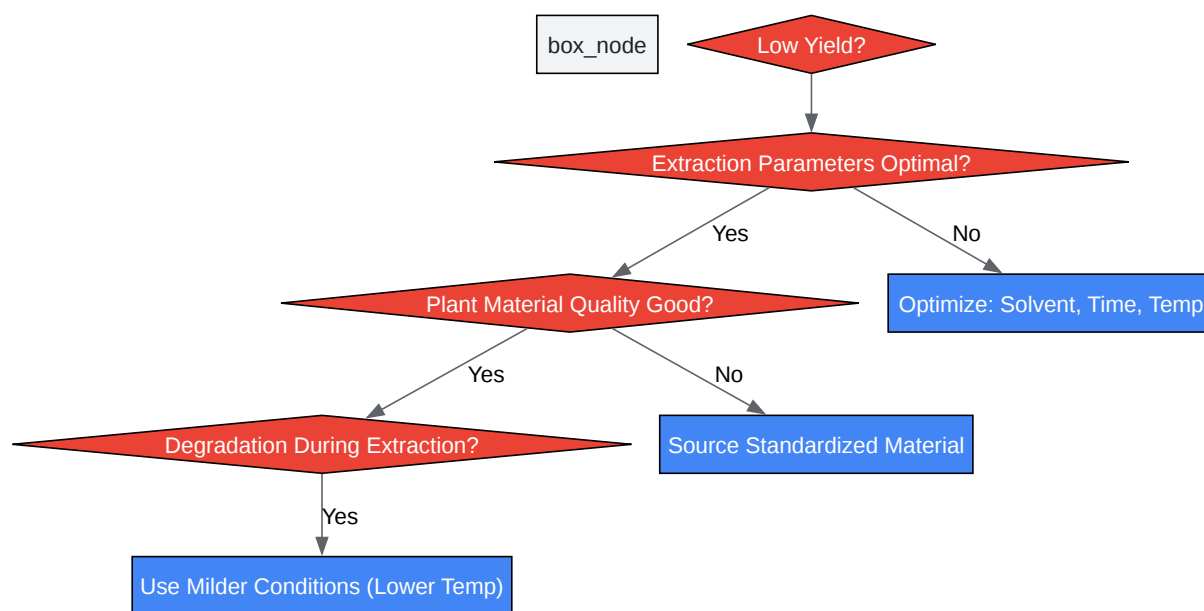 box_node
Low Yield?
Extraction Parameters Optimal?
Yes
No
Plant Material Quality Good?
Optimize: Solvent, Time, Temp
Yes
No
Degradation During Extraction?
Source Standardized Material
Yes
Use Milder Conditions (Lower Temp)